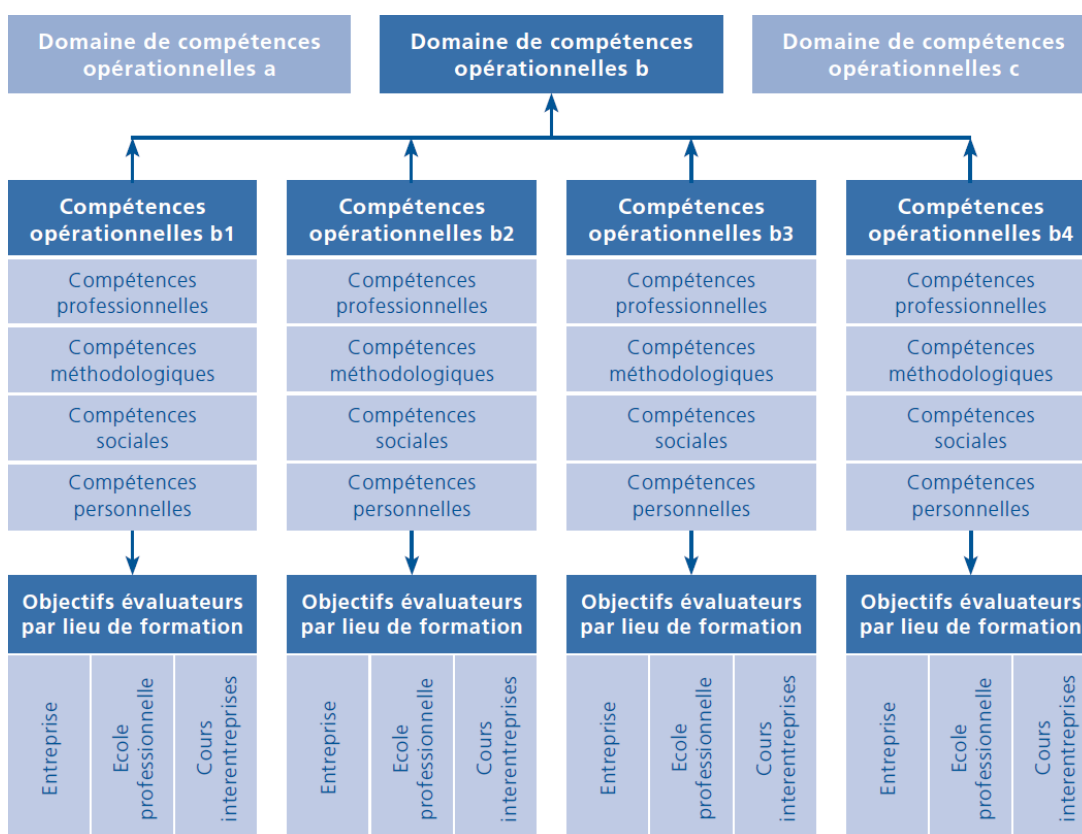 Domaine de compétences
opérationnelles a
Domaine de compétences
opérationnelles b
Domaine de compétences
opérationnelles c
Compétences
opérationnelles b1
Compétences
professionnelles
Compétences
méthodologiques
Compétences
sociales
Compétences
personnelles
Objectifs évaluateurs
par lieu de formation
Entreprise
Ecole
professionnelle
Cours
interentreprises
Compétences
opérationnelles b2
Compétences
professionnelles
Compétences
méthodologiques
Compétences
sociales
Compétences
personnelles
Objectifs évaluateurs
par lieu de formation
Entreprise
Ecole
professionnelle
Cours
interentreprises
Compétences
opérationnelles b3
Compétences
professionnelles
Compétences
méthodologiques
Compétences
sociales
Compétences
personnelles
Objectifs évaluateurs
par lieu de formation
Entreprise
Ecole
professionnelle
Cours
interentreprises
Compétences
opérationnelles b4
Compétences
professionnelles
Compétences
méthodologiques
Compétences
sociales
Compétences
personnelles
Objectifs évaluateurs
par lieu de formation
Entreprise
Ecole
professionnelle
Cours
interentreprises